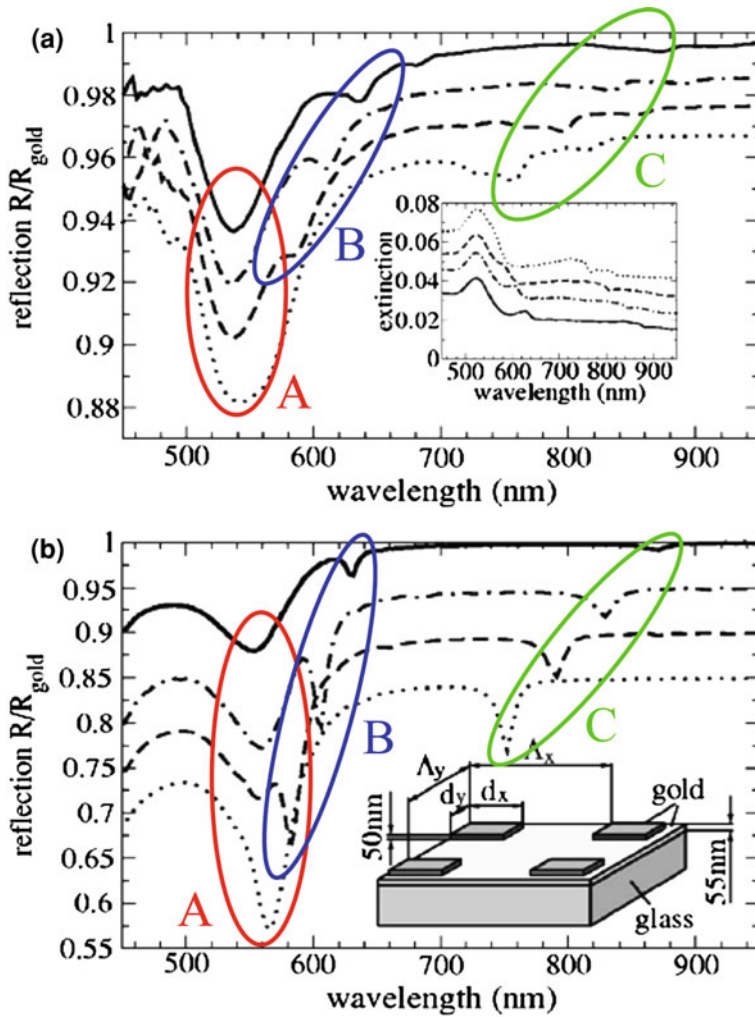 (a)
1
0.98
0.96
0.94
0.92
0.9
0.88
reflection R/R_gold
A
B
C
0.08
0.06
0.04
0.02
0
extinction
500 600 700 800 900
wavelength (nm)
500 600 700 800 900
wavelength (nm)
(b)
1
0.95
0.9
0.85
0.8
0.75
0.7
0.65
0.6
0.55
reflection R/R_gold
A
B
C
Λy
Λx
dy
dx
gold
50nm
55nm
glass
500 600 700 800 900
wavelength (nm)